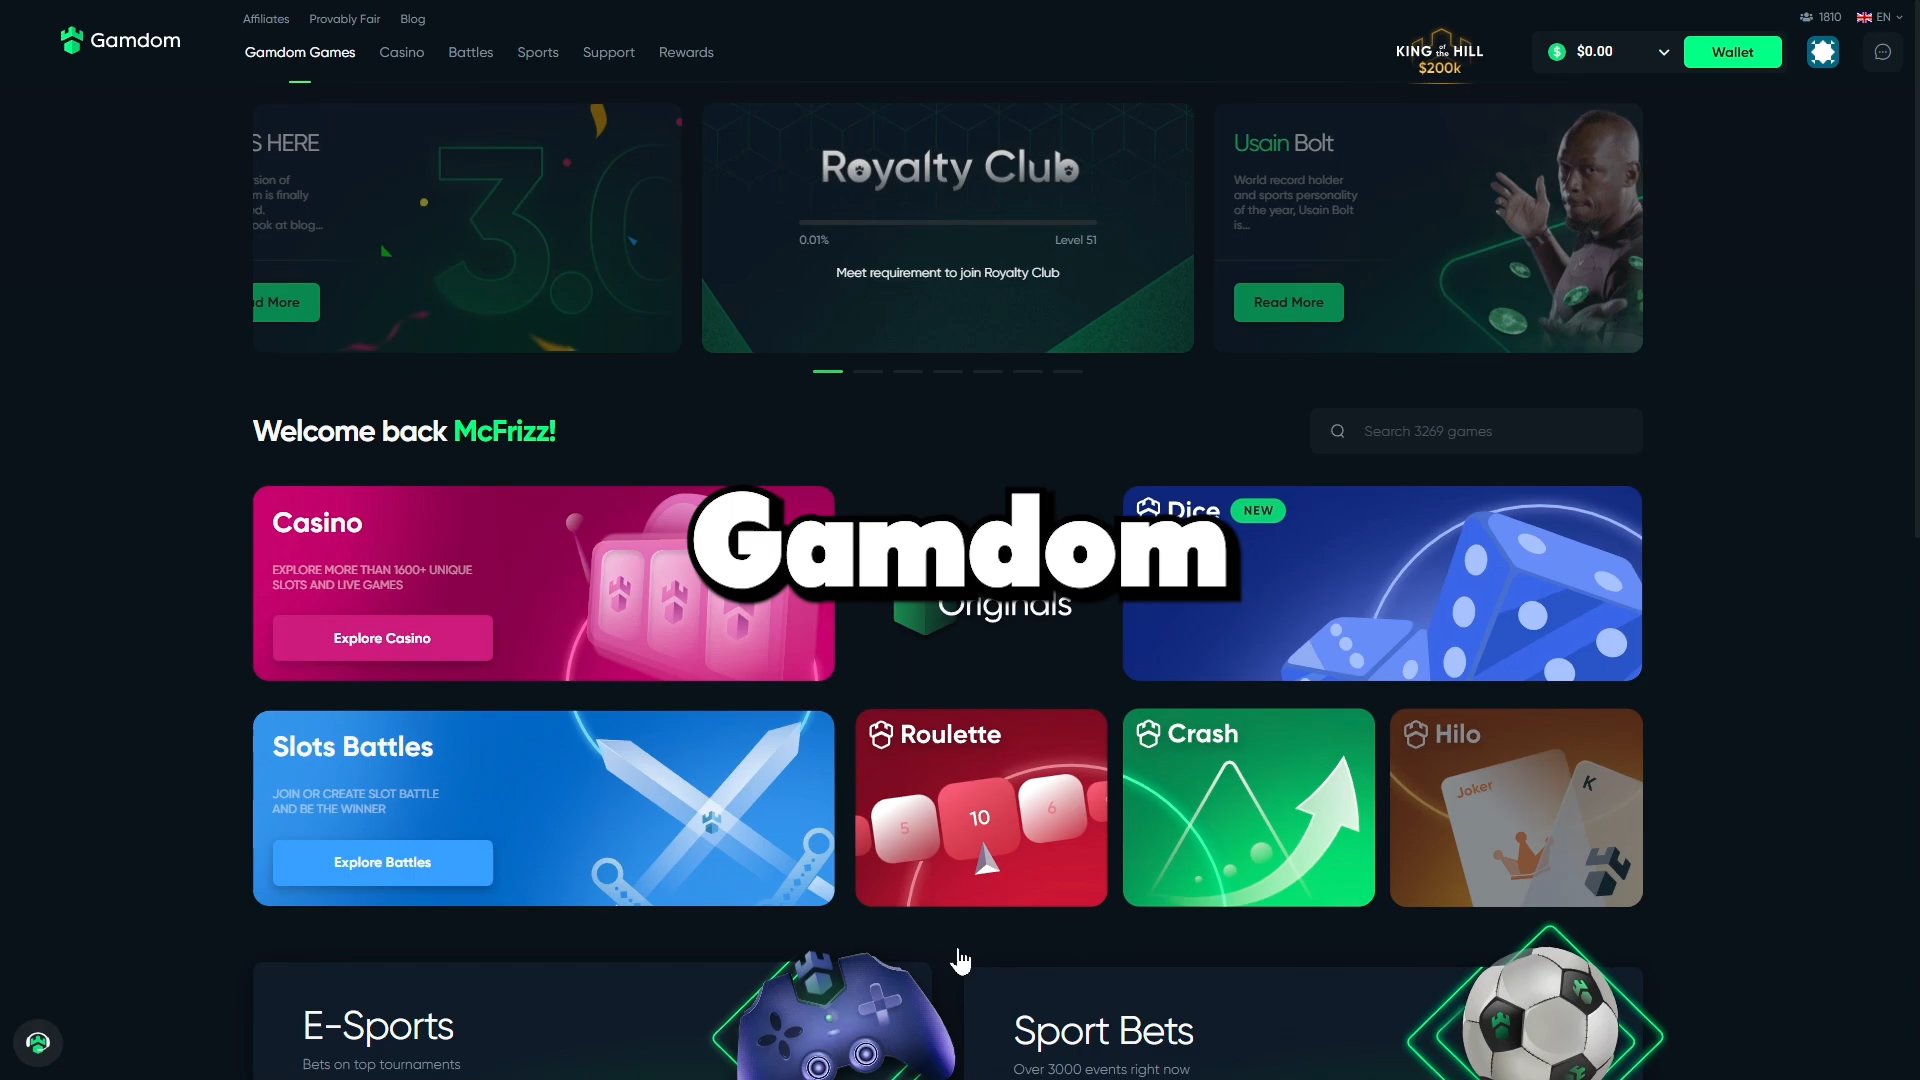 Affiliates Provably Fair Blog
1810 EN
Gamdom
Gamdom Games Casino Battles Sports Support Rewards
KING of the HILL
$200k
$0.00
Wallet
S HERE
sion of
m is finally
d.
ook at blog...
ad More
3.0
Royalty Club
0.01% Level 51
Meet requirement to join Royalty Club
Usain Bolt
World record holder
and sports personality
of the year, Usain Bolt
is...
Read More
Welcome back McFrizz!
Search 3269 games
Casino
EXPLORE MORE THAN 1600+ UNIQUE
SLOTS AND LIVE GAMES
Explore Casino
Gamdom
Originals
Dice NEW
Slots Battles
JOIN OR CREATE SLOT BATTLE
AND BE THE WINNER
Explore Battles
Roulette
5 10 6
Crash
Hilo
Joker K
E-Sports
Bets on top tournaments
Sport Bets
Over 3000 events right now